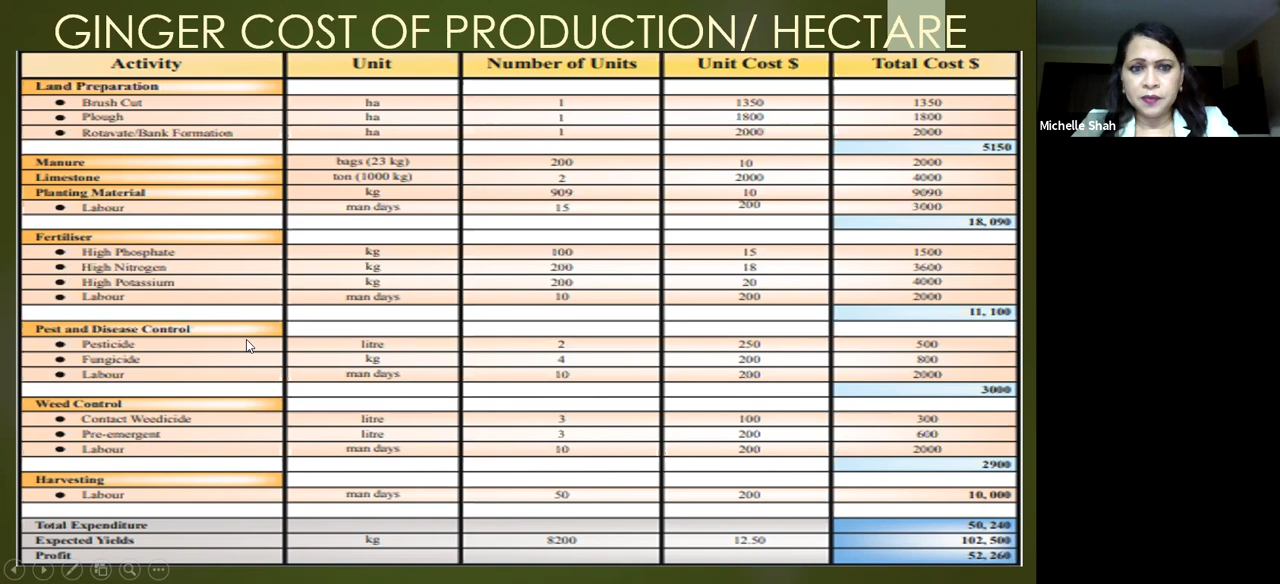 GINGER COST OF PRODUCTION/ HECTARE
Activity Unit Number of Units Unit Cost $ Total Cost $
Land Preparation
● Brush Cut ha 1 1350 1350
● Plough ha 1 1800 1800
● Rotavate/Bank Formation ha 1 2000 2000
5150
Manure bags (23 kg) 200 10 2000
Limestone ton (1000 kg) 2 2000 4000
Planting Material kg 909 10 9090
● Labour man days 15 200 3000
18, 090
Fertiliser
● High Phosphate kg 100 15 1500
● High Nitrogen kg 200 18 3600
● High Potassium kg 200 20 4000
● Labour man days 10 200 2000
11, 100
Pest and Disease Control
● Pesticide litre 2 250 500
● Fungicide kg 4 200 800
● Labour man days 10 200 2000
3000
Weed Control
● Contact Weedicide litre 3 100 300
● Pre-emergent litre 3 200 600
● Labour man days 10 200 2000
2900
Harvesting
● Labour man days 50 200 10, 000
Total Expenditure 50, 240
Expected Yields kg 8200 12.50 102, 500
Profit 52, 260
Michelle Shah